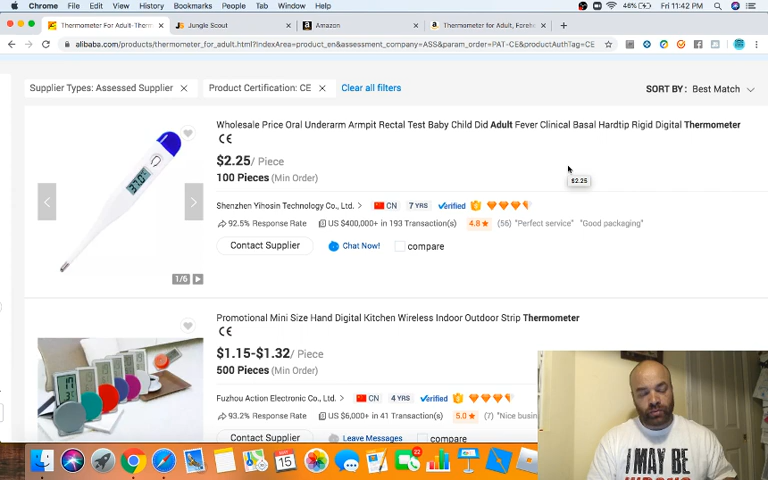 Chrome File Edit View History Bookmarks People Tab Window Help
46% Fri 11:42 PM
Thermometer For Adult-Therm
Jungle Scout
Amazon
Thermometer for Adult, Forehe
alibaba.com/products/thermometer_for_adult.html?IndexArea=product_en&assessment_company=ASS&param_order=PAT-CE&productAuthTag=CE
Supplier Types: Assessed Supplier
Product Certification: CE
Clear all filters
SORT BY: Best Match
Wholesale Price Oral Underarm Armpit Rectal Test Baby Child Did Adult Fever Clinical Basal Hardtip Rigid Digital Thermometer
CE
$2.25/ Piece
$2.25
100 Pieces (Min Order)
Shenzhen Yihosin Technology Co., Ltd. > CN 7 YRS Verified
92.5% Response Rate US $400,000+ in 193 Transaction(s) 4.8 (55) "Perfect service" "Good packaging"
Contact Supplier Chat Now! compare
1/6
Promotional Mini Size Hand Digital Kitchen Wireless Indoor Outdoor Strip Thermometer
CE
$1.15-$1.32/ Piece
500 Pieces (Min Order)
Fuzhou Action Electronic Co., Ltd. > CN 4 YRS Verified
93.2% Response Rate US $6,000+ in 41 Transaction(s) 5.0 (7) "Nice busin
Contact Supplier Leave Messages compare
I MAY BE